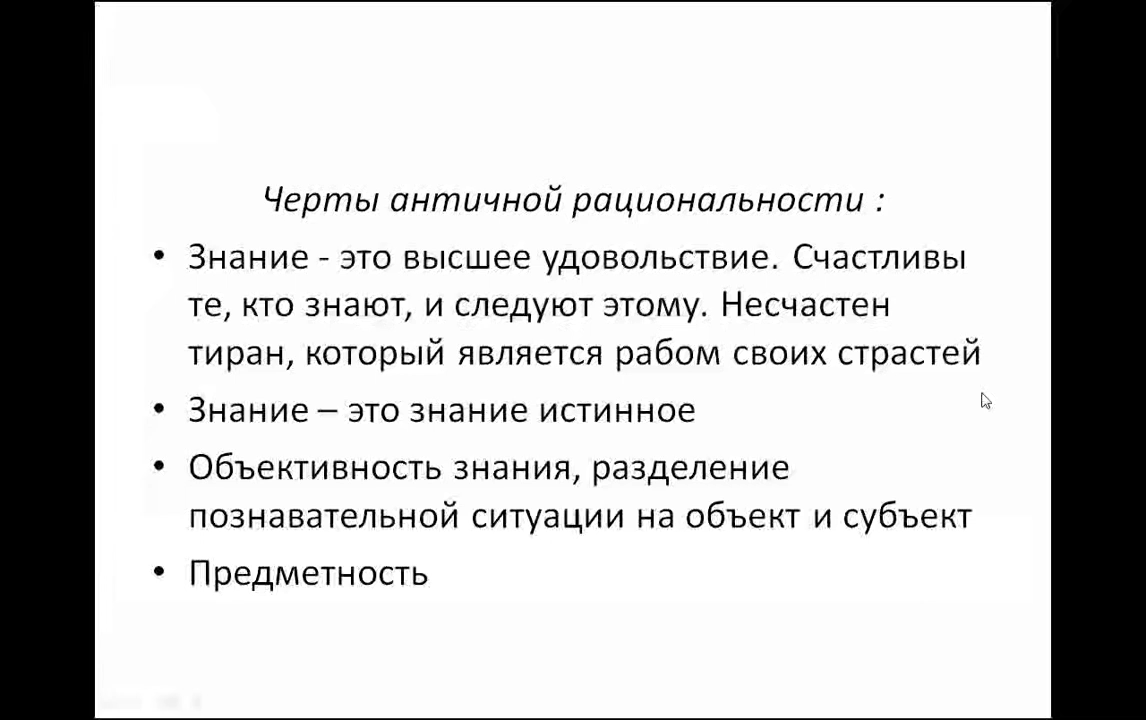 Черты античной рациональности :
• Знание - это высшее удовольствие. Счастливы
те, кто знают, и следуют этому. Несчастен
тиран, который является рабом своих страстей
• Знание – это знание истинное
• Объективность знания, разделение
познавательной ситуации на объект и субъект
• Предметность